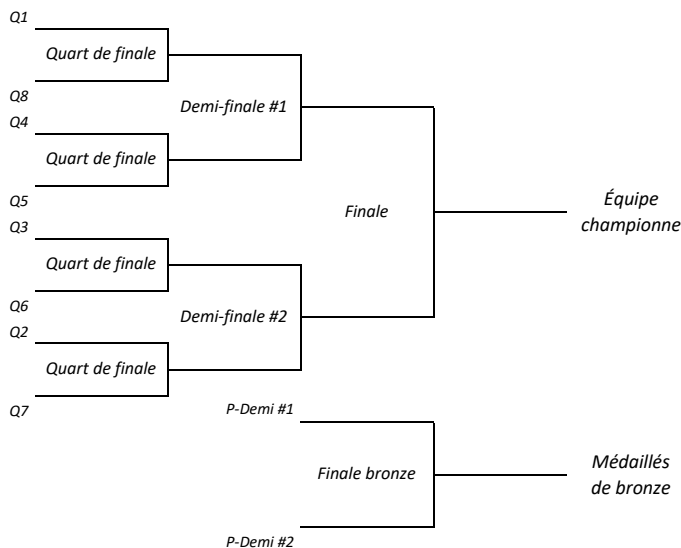 Q1
Quart de finale
Q8
Demi-finale #1
Q4
Quart de finale
Q5
Finale
Équipe
championne
Q3
Quart de finale
Q6
Demi-finale #2
Q2
Quart de finale
Q7
P-Demi #1
Finale bronze
Médaillés
de bronze
P-Demi #2